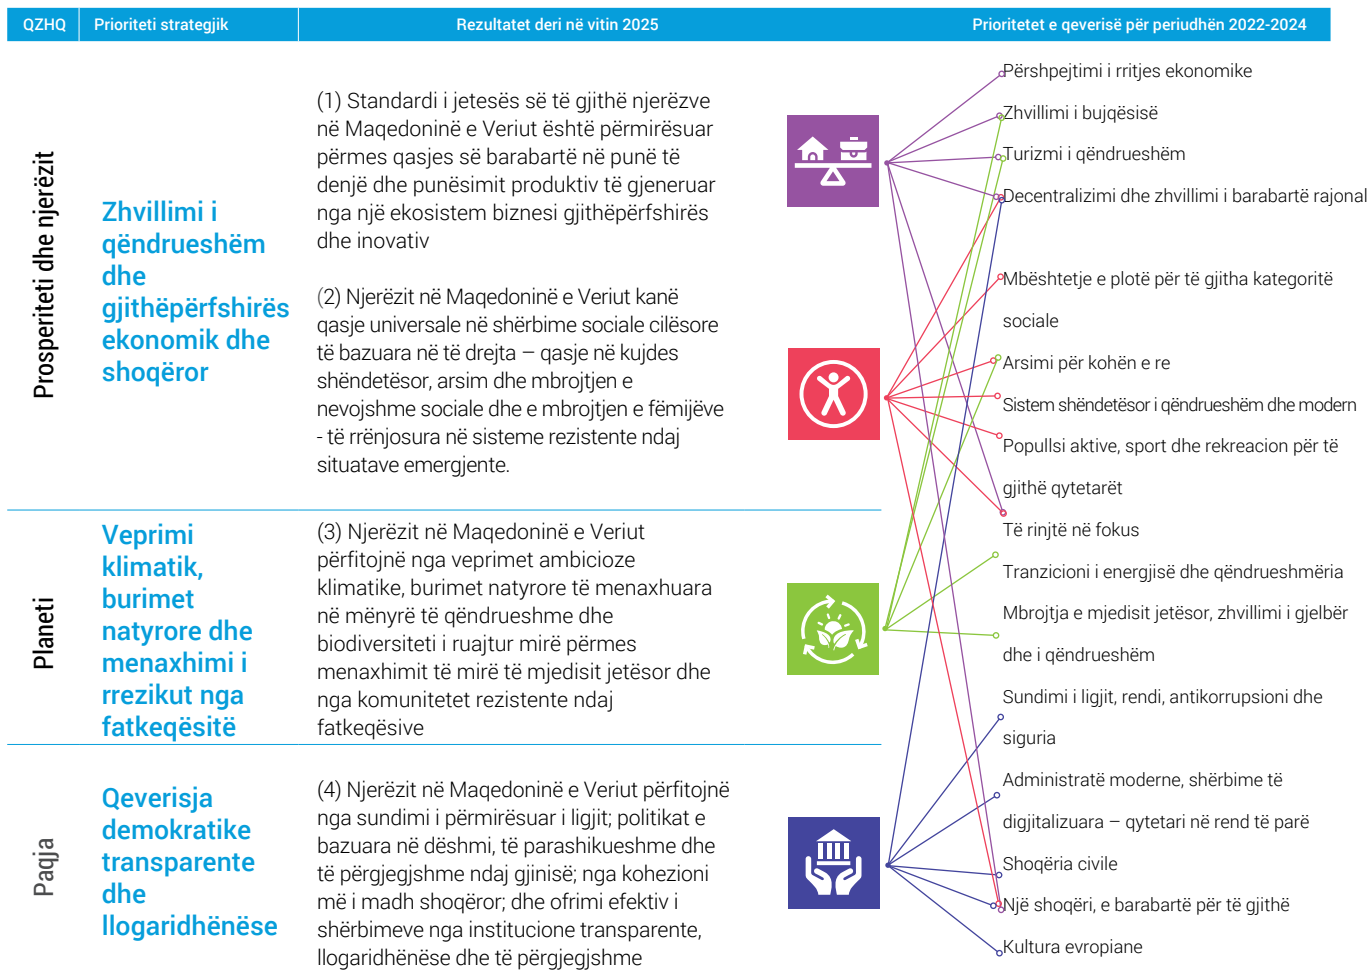 QZHQ
Prioriteti strategjik
Rezultatet deri në vitin 2025
Prioritetet e qeverisë për periudhën 2022-2024
Prosperiteti dhe njerëzit
Zhvillimi i
qëndrueshëm
dhe
gjithëpërfshirës
ekonomik dhe
shoqëror
(1) Standardi i jetesës së të gjithë njerëzve
në Maqedoninë e Veriut është përmirësuar
përmes qasjes së barabartë në punë të
denjë dhe punësimit produktiv të gjeneruar
nga një ekosistem biznesi gjithëpërfshirës
dhe inovativ
(2) Njerëzit në Maqedoninë e Veriut kanë
qasje universale në shërbime sociale cilësore
të bazuara në të drejta – qasje në kujdes
shëndetësor, arsim dhe mbrojtjen e
nevojshme sociale dhe e mbrojtjen e fëmijëve
- të rrënjosura në sisteme rezistente ndaj
situatave emergjente.
Planeti
Veprimi
klimatik,
burimet
natyrore dhe
menaxhimi i
rrezikut nga
fatkeqësitë
(3) Njerëzit në Maqedoninë e Veriut
përfitojnë nga veprimet ambicioze
klimatike, burimet natyrore të menaxhuara
në mënyrë të qëndrueshme dhe
biodiversiteti i ruajtur mirë përmes
menaxhimit të mirë të mjedisit jetësor dhe
nga komunitetet rezistente ndaj
fatkeqësive
Paqja
Qeverisja
demokratike
transparente
dhe
llogaridhënëse
(4) Njerëzit në Maqedoninë e Veriut përfitojnë
nga sundimi i përmirësuar i ligjit; politikat e
bazuara në dëshmi, të parashikueshme dhe
të përgjegjshme ndaj gjinisë; nga kohezioni
më i madh shoqëror; dhe ofrimi efektiv i
shërbimeve nga institucione transparente,
llogaridhënëse dhe të përgjegjshme
Përshpejtimi i rritjes ekonomike
Zhvillimi i bujqësisë
Turizmi i qëndrueshëm
Decentralizimi dhe zhvillimi i barabartë rajonal
Mbështetje e plotë për të gjitha kategoritë
sociale
Arsimi për kohën e re
Sistem shëndetësor i qëndrueshëm dhe modern
Popullsi aktive, sport dhe rekreacion për të
gjithë qytetarët
Të rinjtë në fokus
Tranzicioni i energjisë dhe qëndrueshmëria
Mbrojtja e mjedisit jetësor, zhvillimi i gjelbër
dhe i qëndrueshëm
Sundimi i ligjit, rendi, antikorrupsioni dhe
siguria
Administratë moderne, shërbime të
digjitalizuara – qytetari në rend të parë
Shoqëria civile
Një shoqëri, e barabartë për të gjithë
Kultura evropiane